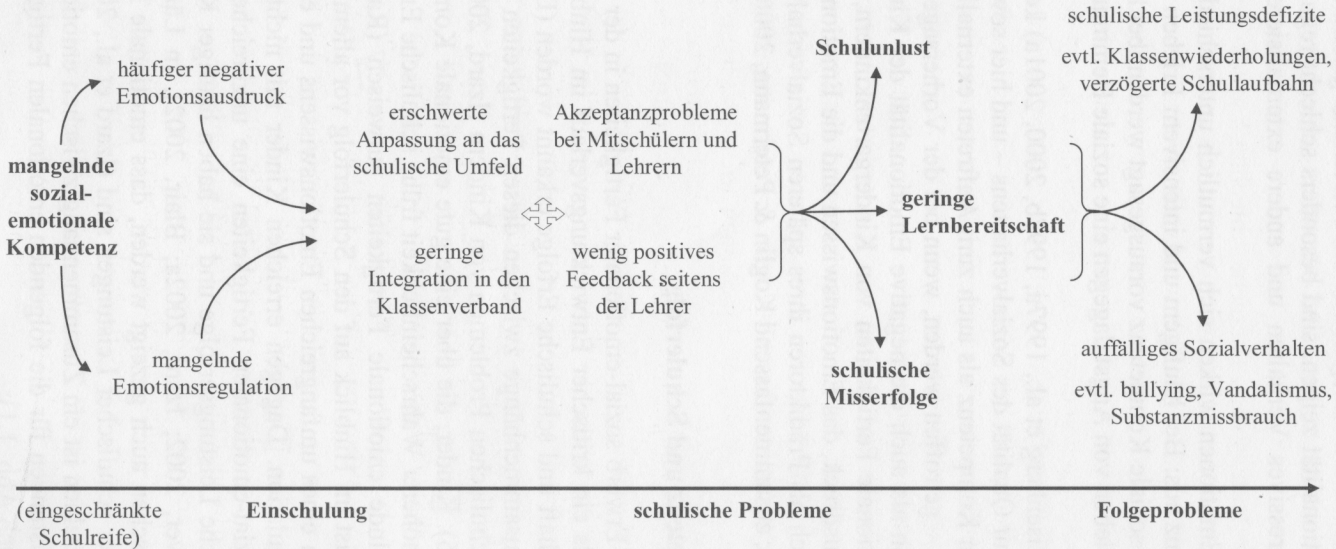 mangelnde
sozial-
emotionale
Kompetenz
häufiger negativer
Emotionsausdruck
mangelnde
Emotionsregulation
erschwerte
Anpassung an das
schulische Umfeld
Akzeptanzprobleme
bei Mitschülern und
Lehrern
geringe
Integration in den
Klassenverband
wenig positives
Feedback seitens
der Lehrer
Schulunlust
geringe
Lernbereitschaft
schulische
Misserfolge
schulische Leistungsdefizite
evtl. Klassenwiederholungen,
verzögerte Schullaufbahn
auffälliges Sozialverhalten
evtl. bullying, Vandalismus,
Substanzmissbrauch
(eingeschränkte
Schulreife)
Einschulung
schulische Probleme
Folgeprobleme